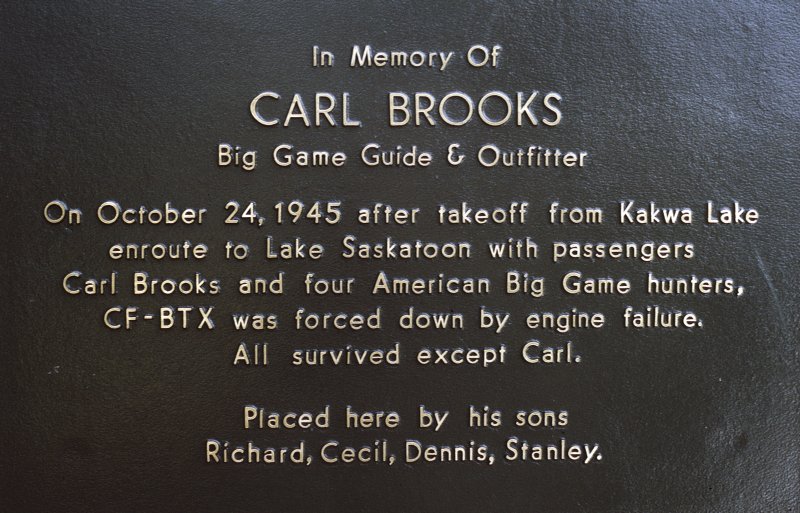 In Memory Of
CARL BROOKS
Big Game Guide & Outfitter
On October 24, 1945 after takeoff from Kakwa Lake
enroute to Lake Saskatoon with passengers
Carl Brooks and four American Big Game hunters,
CF-BTX was forced down by engine failure.
All survived except Carl.
Placed here by his sons
Richard, Cecil, Dennis, Stanley.